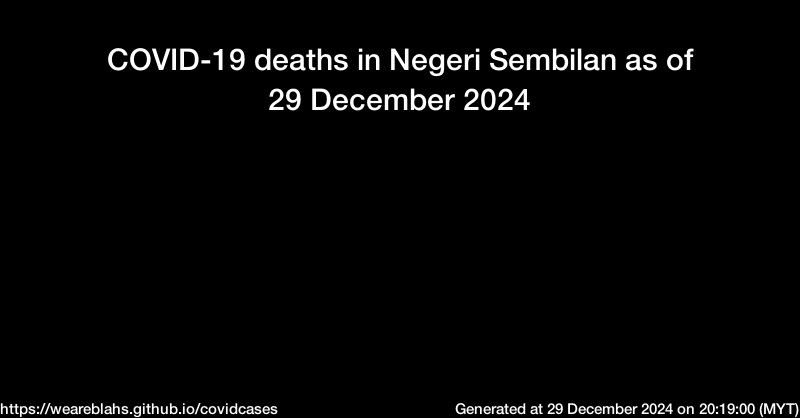 COVID-19 deaths in Negeri Sembilan as of
29 December 2024
https://weareblahs.github.io/covidcases
Generated at 29 December 2024 on 20:19:00 (MYT)